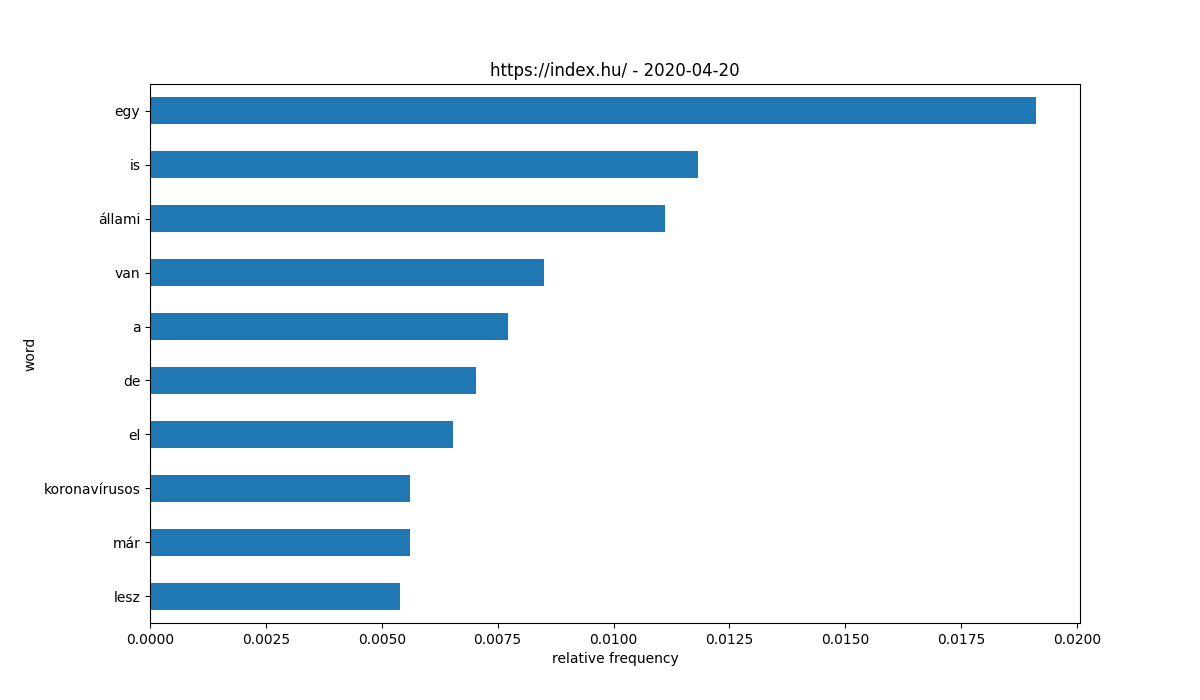 https://index.hu/ - 2020-04-20
egy
is
állami
van
a
de
el
koronavírusos
már
lesz
word
0.0000 0.0025 0.0050 0.0075 0.0100 0.0125 0.0150 0.0175 0.0200
relative frequency